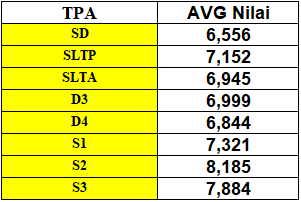 TPA AVG Nilai
SD 6,556
SLTP 7,152
SLTA 6,945
D3 6,999
D4 6,844
S1 7,321
S2 8,185
S3 7,884